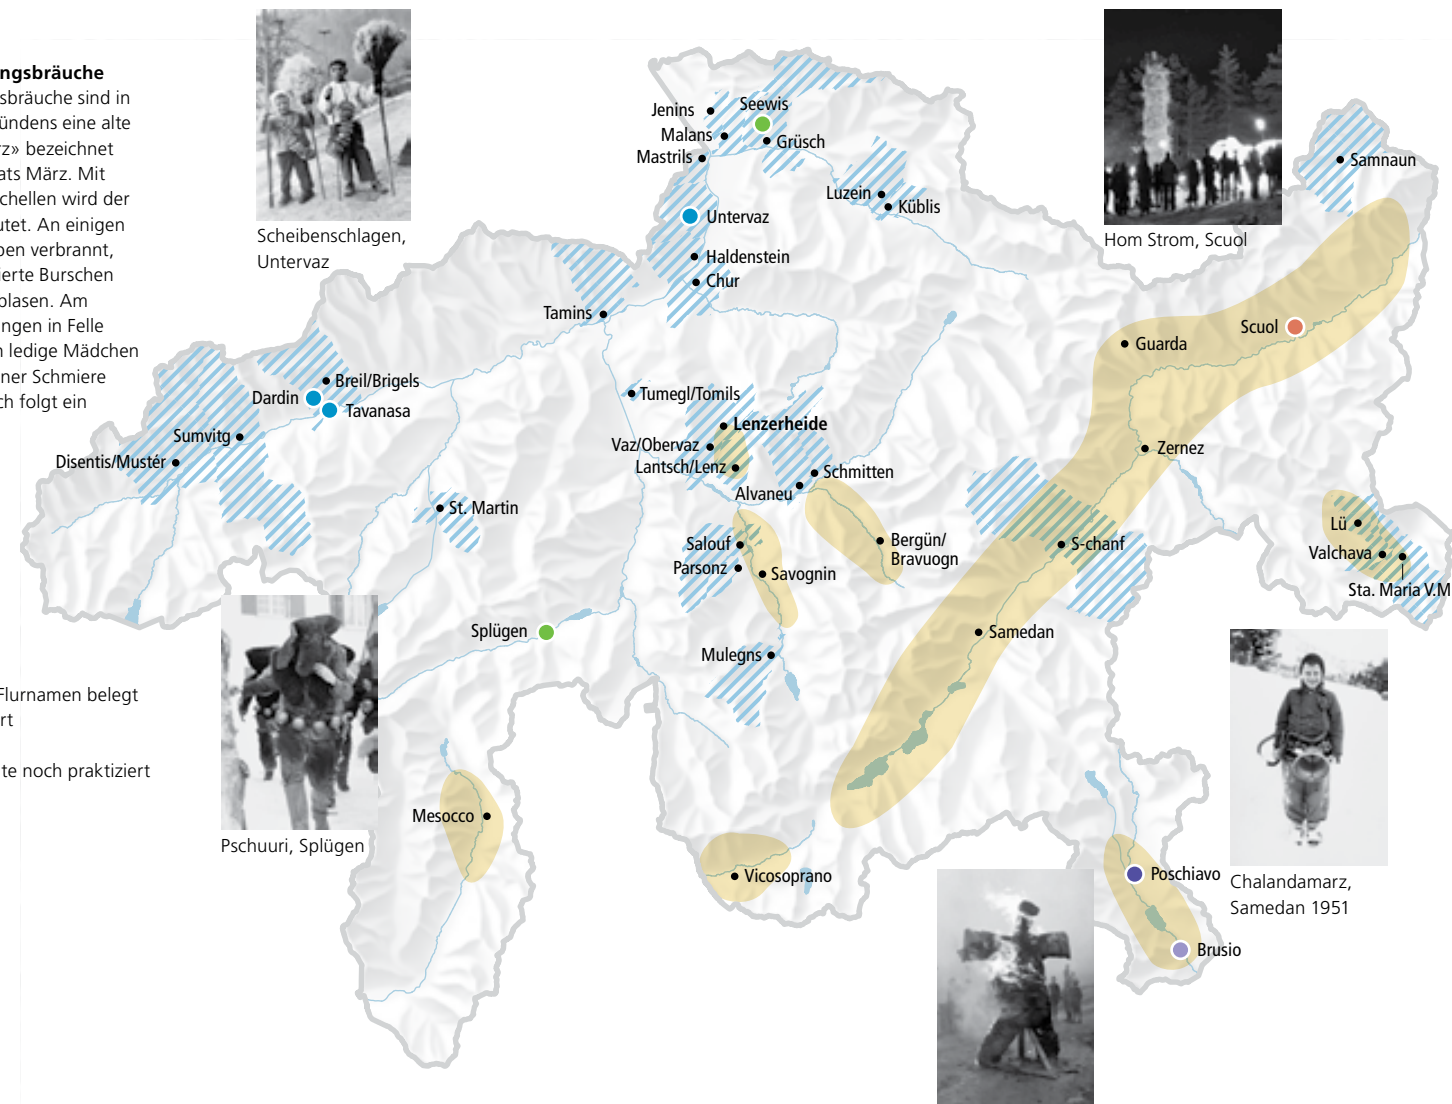 ngsbräuche
sbräuche sind in
ündens eine alte
rz» bezeichnet
ats März. Mit
chellen wird der
utet. An einigen
pen verbrannt,
ierte Burschen
plasen. Am
ngen in Felle
n ledige Mädchen
ner Schmiere
ch folgt ein
Flurnamen belegt
rt
te noch praktiziert
Scheibenschlagen,
Untervaz
Hom Strom, Scuol
Pschuuri, Splügen
Chalandamarz,
Samedan 1951
Jenins
Seewis
Malans
Grüsch
Mastrils
Samnaun
Luzein
Küblis
Untervaz
Haldenstein
Chur
Tamins
Scuol
Guarda
Breil/Brigels
Dardin
Tavanasa
Tumegl/Tomils
Lenzerheide
Sumvitg
Vaz/Obervaz
Zernez
Disentis/Mustér
Lantsch/Lenz
Schmitten
Alvaneu
St. Martin
Lü
Salouf
Bergün/
Bravuogn
S-chanf
Valchava
Parsonz
Savognin
Sta. Maria V.M
Splügen
Samedan
Mulegns
Mesocco
Vicosoprano
Poschiavo
Brusio